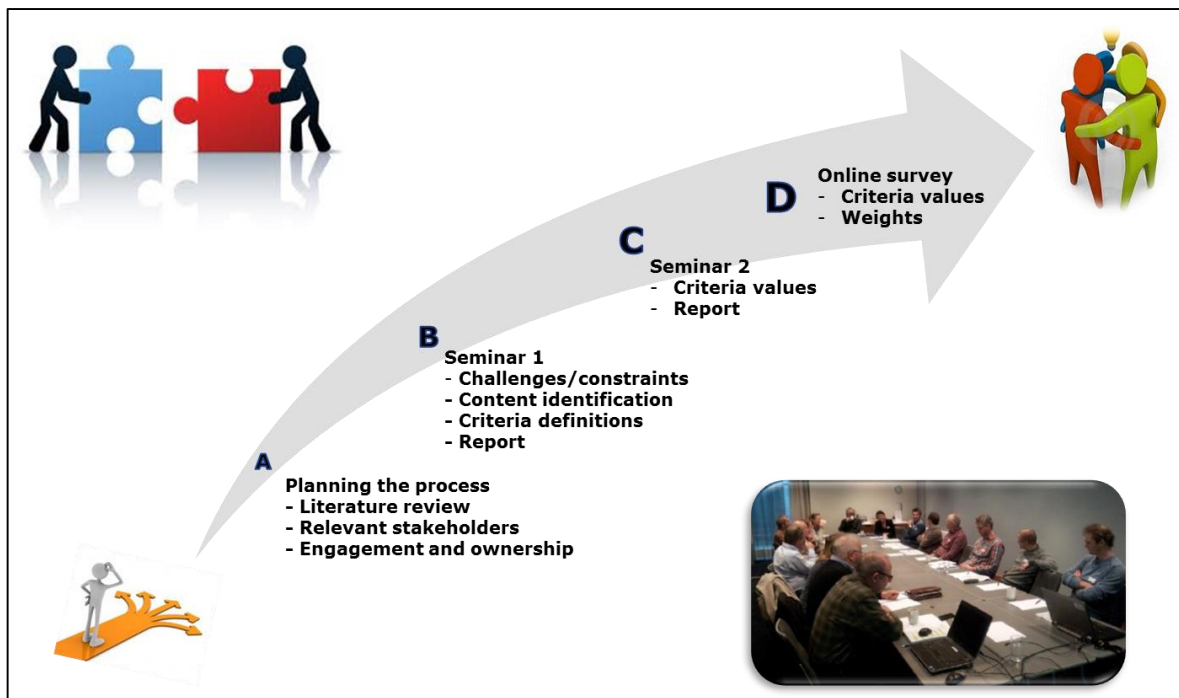 A
Planning the process
- Literature review
- Relevant stakeholders
- Engagement and ownership
B
Seminar 1
- Challenges/constraints
- Content identification
- Criteria definitions
- Report
C
Seminar 2
- Criteria values
- Report
D
Online survey
- Criteria values
- Weights